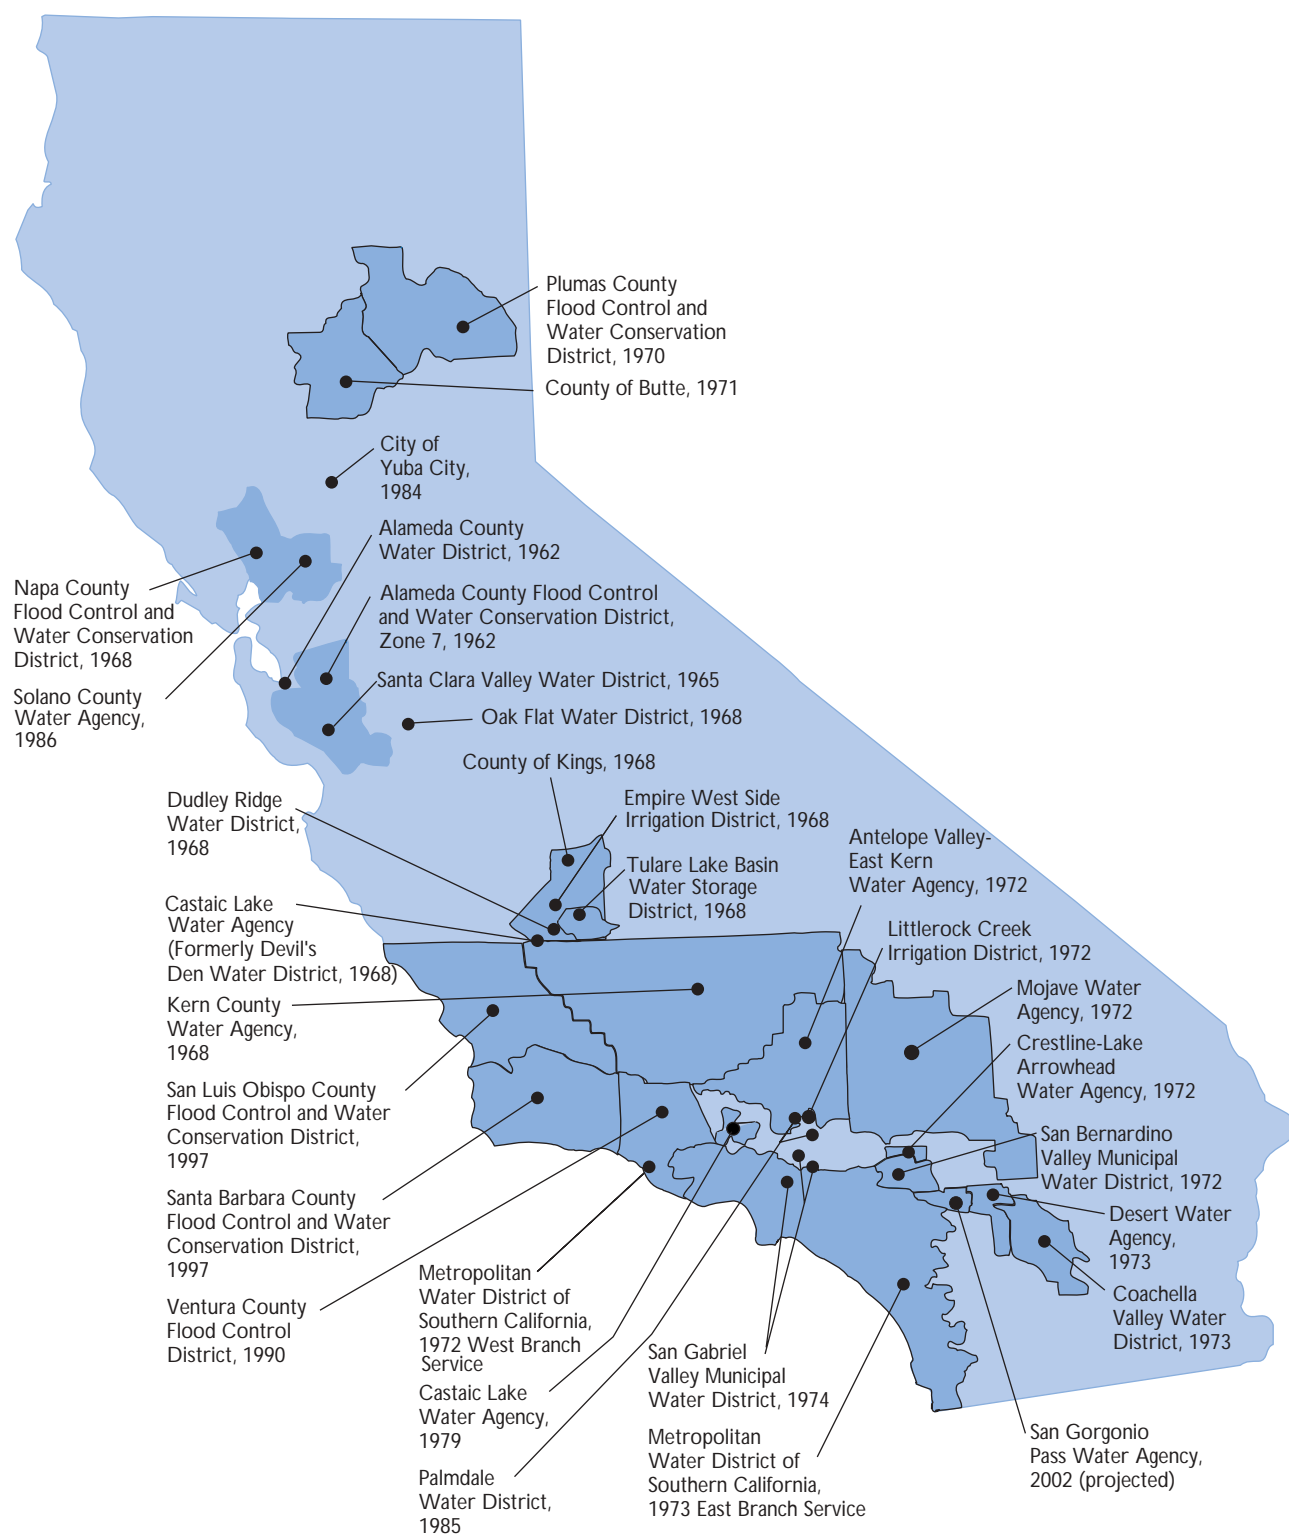 Plumas County
Flood Control and
Water Conservation
District, 1970
County of Butte, 1971
City of
Yuba City,
1984
Alameda County
Water District, 1962
Napa County
Flood Control and
Water Conservation
District, 1968
Alameda County Flood Control
and Water Conservation District,
Zone 7, 1962
Solano County
Water Agency,
1986
Santa Clara Valley Water District, 1965
Oak Flat Water District, 1968
County of Kings, 1968
Dudley Ridge
Water District,
1968
Empire West Side
Irrigation District, 1968
Tulare Lake Basin
Water Storage
District, 1968
Antelope Valley-
East Kern
Water Agency, 1972
Castaic Lake
Water Agency
(Formerly Devil's
Den Water District, 1968)
Littlerock Creek
Irrigation District, 1972
Kern County
Water Agency,
1968
Mojave Water
Agency, 1972
Crestline-Lake
Arrowhead
Water Agency, 1972
San Luis Obispo County
Flood Control and Water
Conservation District,
1997
San Bernardino
Valley Municipal
Water District, 1972
Santa Barbara County
Flood Control and Water
Conservation District,
1997
Desert Water
Agency,
1973
Ventura County
Flood Control
District, 1990
Metropolitan
Water District of
Southern California,
1972 West Branch
Service
Coachella
Valley Water
District, 1973
San Gabriel
Valley Municipal
Water District, 1974
Castaic Lake
Water Agency,
1979
Metropolitan
Water District of
Southern California,
1973 East Branch Service
San Gorgonio
Pass Water Agency,
2002 (projected)
Palmdale
Water District,
1985